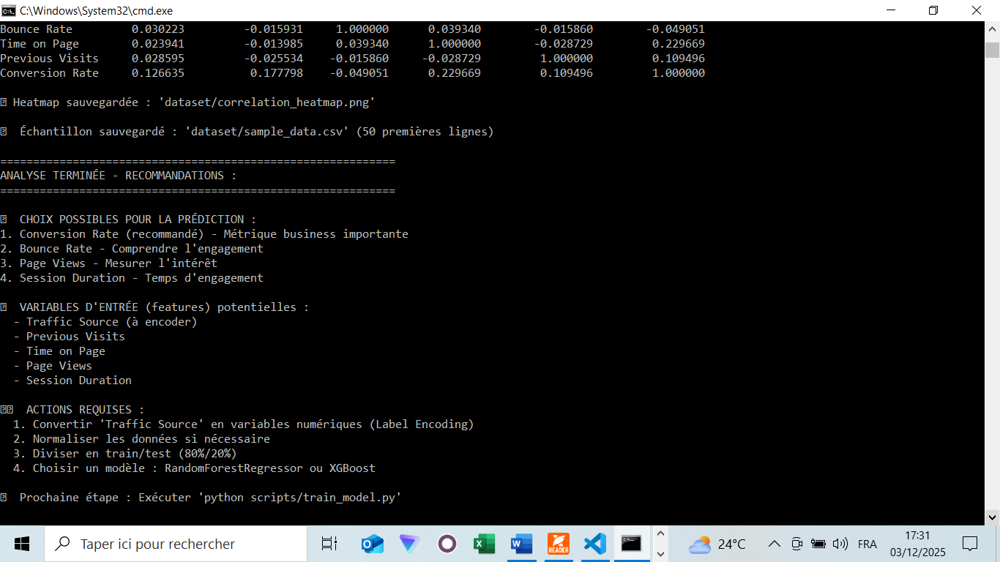 C:\Windows\System32\cmd.exe
Bounce Rate 0.030223 -0.015931 1.000000 0.039340 -0.015860 -0.049051
Time on Page 0.023941 -0.013985 0.039340 1.000000 -0.028729 0.229669
Previous Visits 0.028595 -0.025534 -0.015860 -0.028729 1.000000 0.109496
Conversion Rate 0.126635 0.177798 -0.049051 0.229669 0.109496 1.000000
Heatmap sauvegardée : 'dataset/correlation_heatmap.png'
Échantillon sauvegardé : 'dataset/sample_data.csv' (50 premières lignes)
============================================================
ANALYSE TERMINÉE - RECOMMANDATIONS :
============================================================
CHOIX POSSIBLES POUR LA PRÉDICTION :
1. Conversion Rate (recommandé) - Métrique business importante
2. Bounce Rate - Comprendre l'engagement
3. Page Views - Mesurer l'intérêt
4. Session Duration - Temps d'engagement
VARIABLES D'ENTRÉE (features) potentielles :
- Traffic Source (à encoder)
- Previous Visits
- Time on Page
- Page Views
- Session Duration
ACTIONS REQUISES :
1. Convertir 'Traffic Source' en variables numériques (Label Encoding)
2. Normaliser les données si nécessaire
3. Diviser en train/test (80%/20%)
4. Choisir un modèle : RandomForestRegressor ou XGBoost
Prochaine étape : Exécuter 'python scripts/train_model.py'
Taper ici pour rechercher
READER
24°C
FRA
17:31
03/12/2025